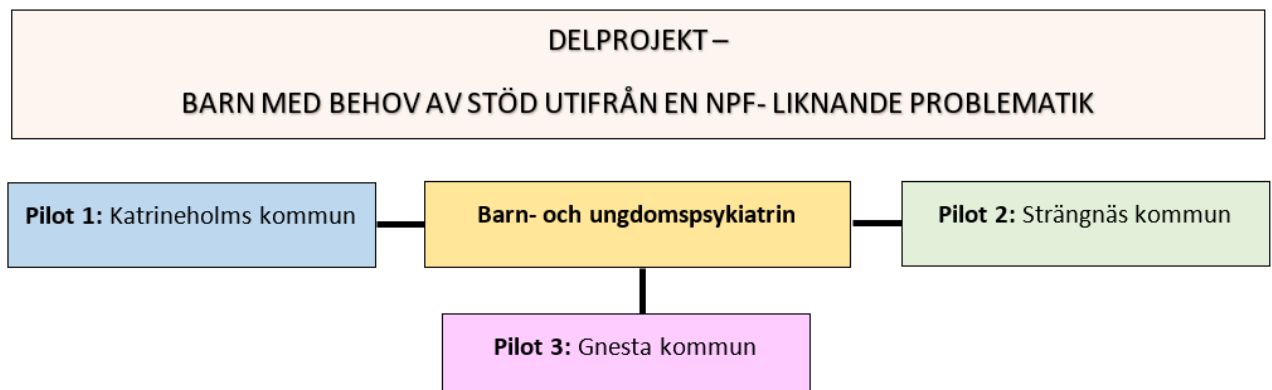 DELPROJEKT –
BARN MED BEHOV AV STÖD UTIFRÅN EN NPF- LIKNANDE PROBLEMATIK
Pilot 1: Katrineholms kommun
Barn- och ungdomspsykiatrin
Pilot 2: Strängnäs kommun
Pilot 3: Gnesta kommun